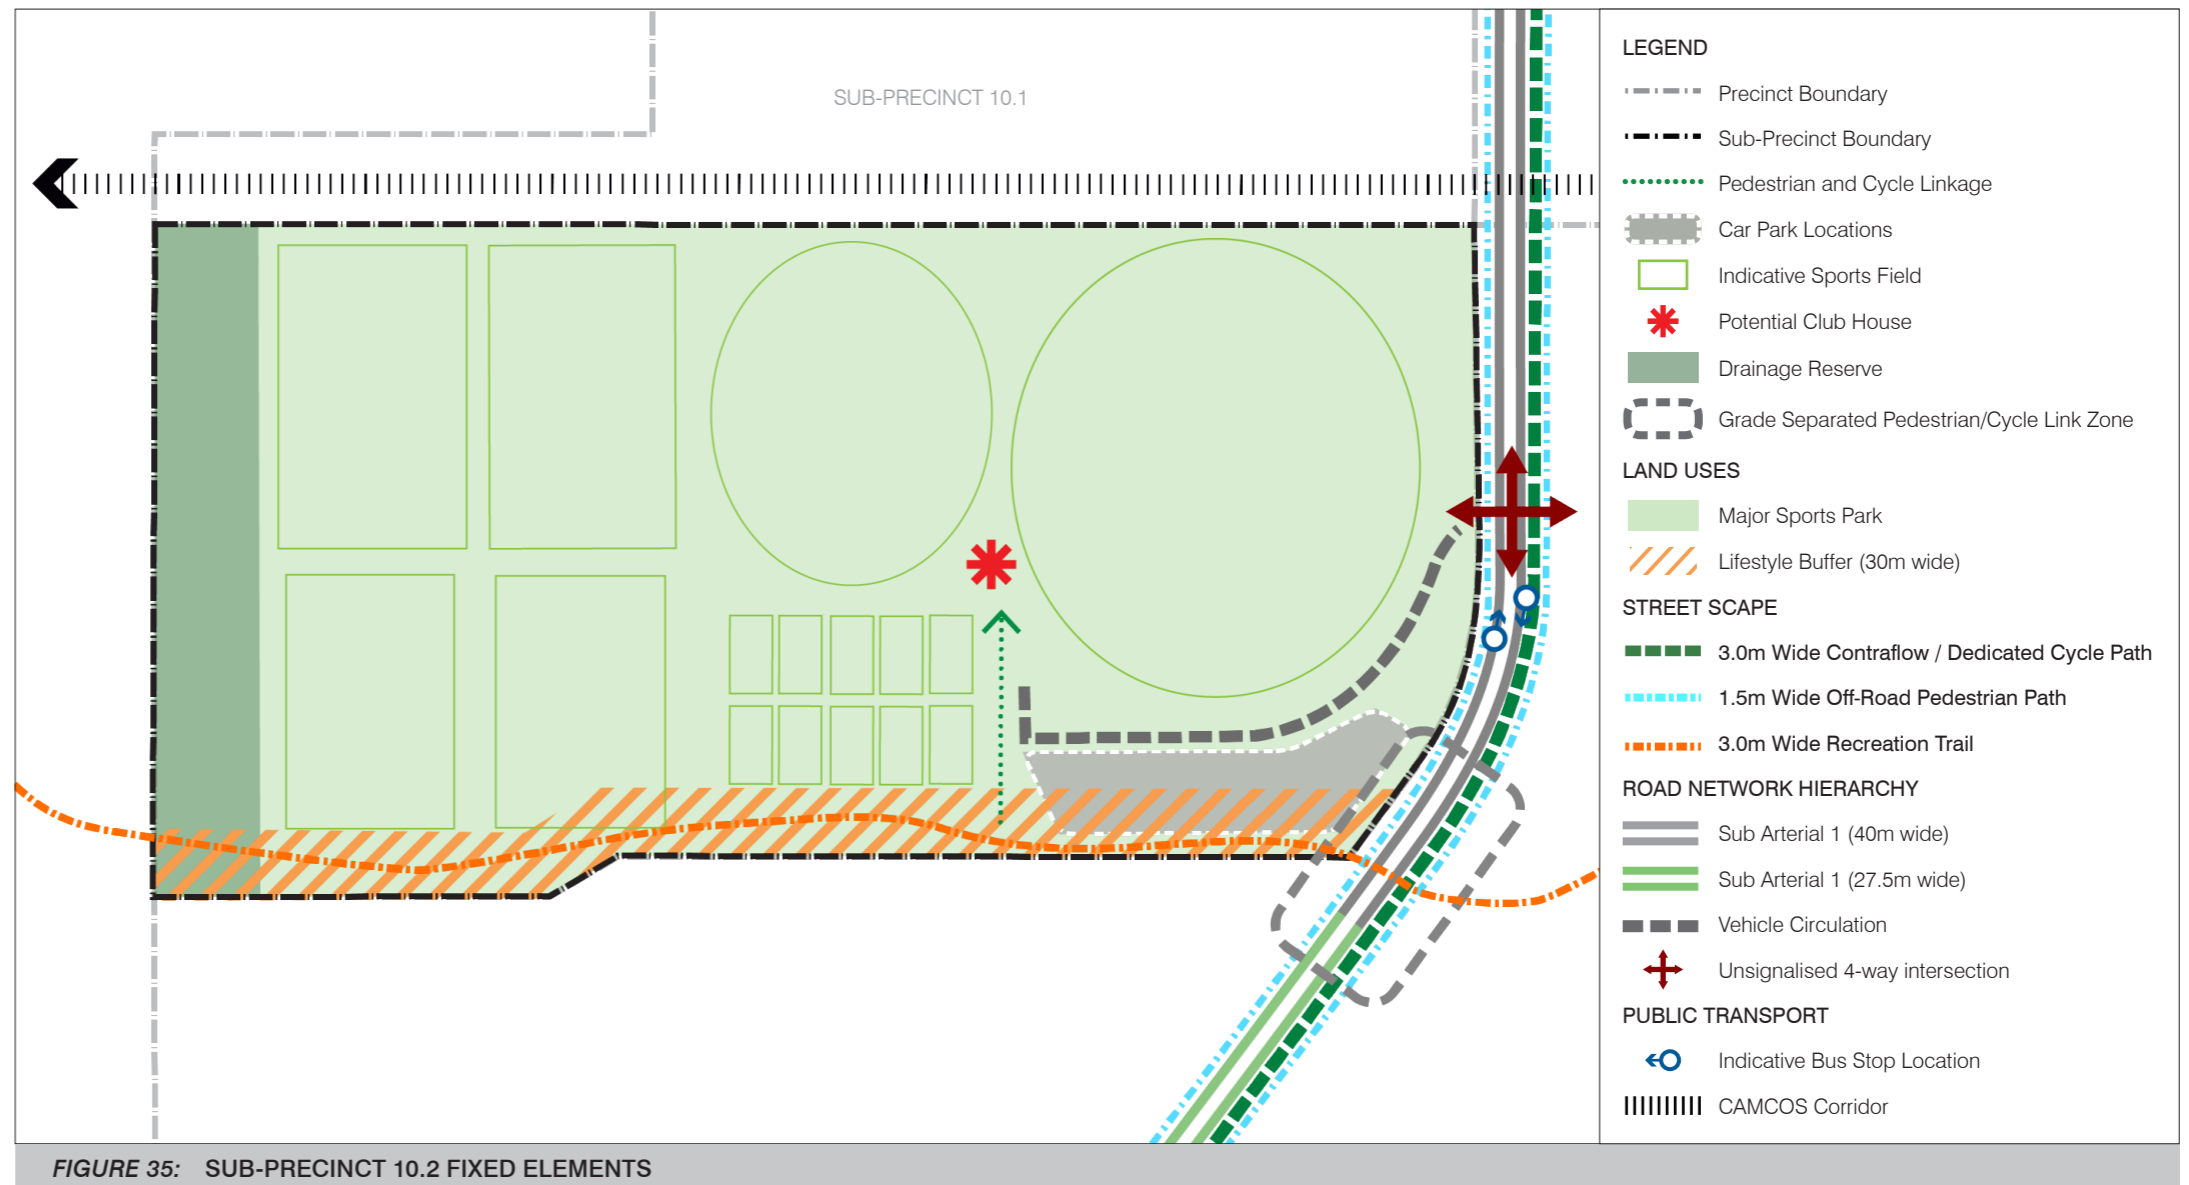 SUB-PRECINCT 10.1
LEGEND
Precinct Boundary
Sub-Precinct Boundary
Pedestrian and Cycle Linkage
Car Park Locations
Indicative Sports Field
Potential Club House
Drainage Reserve
Grade Separated Pedestrian/Cycle Link Zone
LAND USES
Major Sports Park
Lifestyle Buffer (30m wide)
STREET SCAPE
3.0m Wide Contraflow / Dedicated Cycle Path
1.5m Wide Off-Road Pedestrian Path
3.0m Wide Recreation Trail
ROAD NETWORK HIERARCHY
Sub Arterial 1 (40m wide)
Sub Arterial 1 (27.5m wide)
Vehicle Circulation
Unsignalised 4-way intersection
PUBLIC TRANSPORT
Indicative Bus Stop Location
CAMCOS Corridor
FIGURE 35: SUB-PRECINCT 10.2 FIXED ELEMENTS